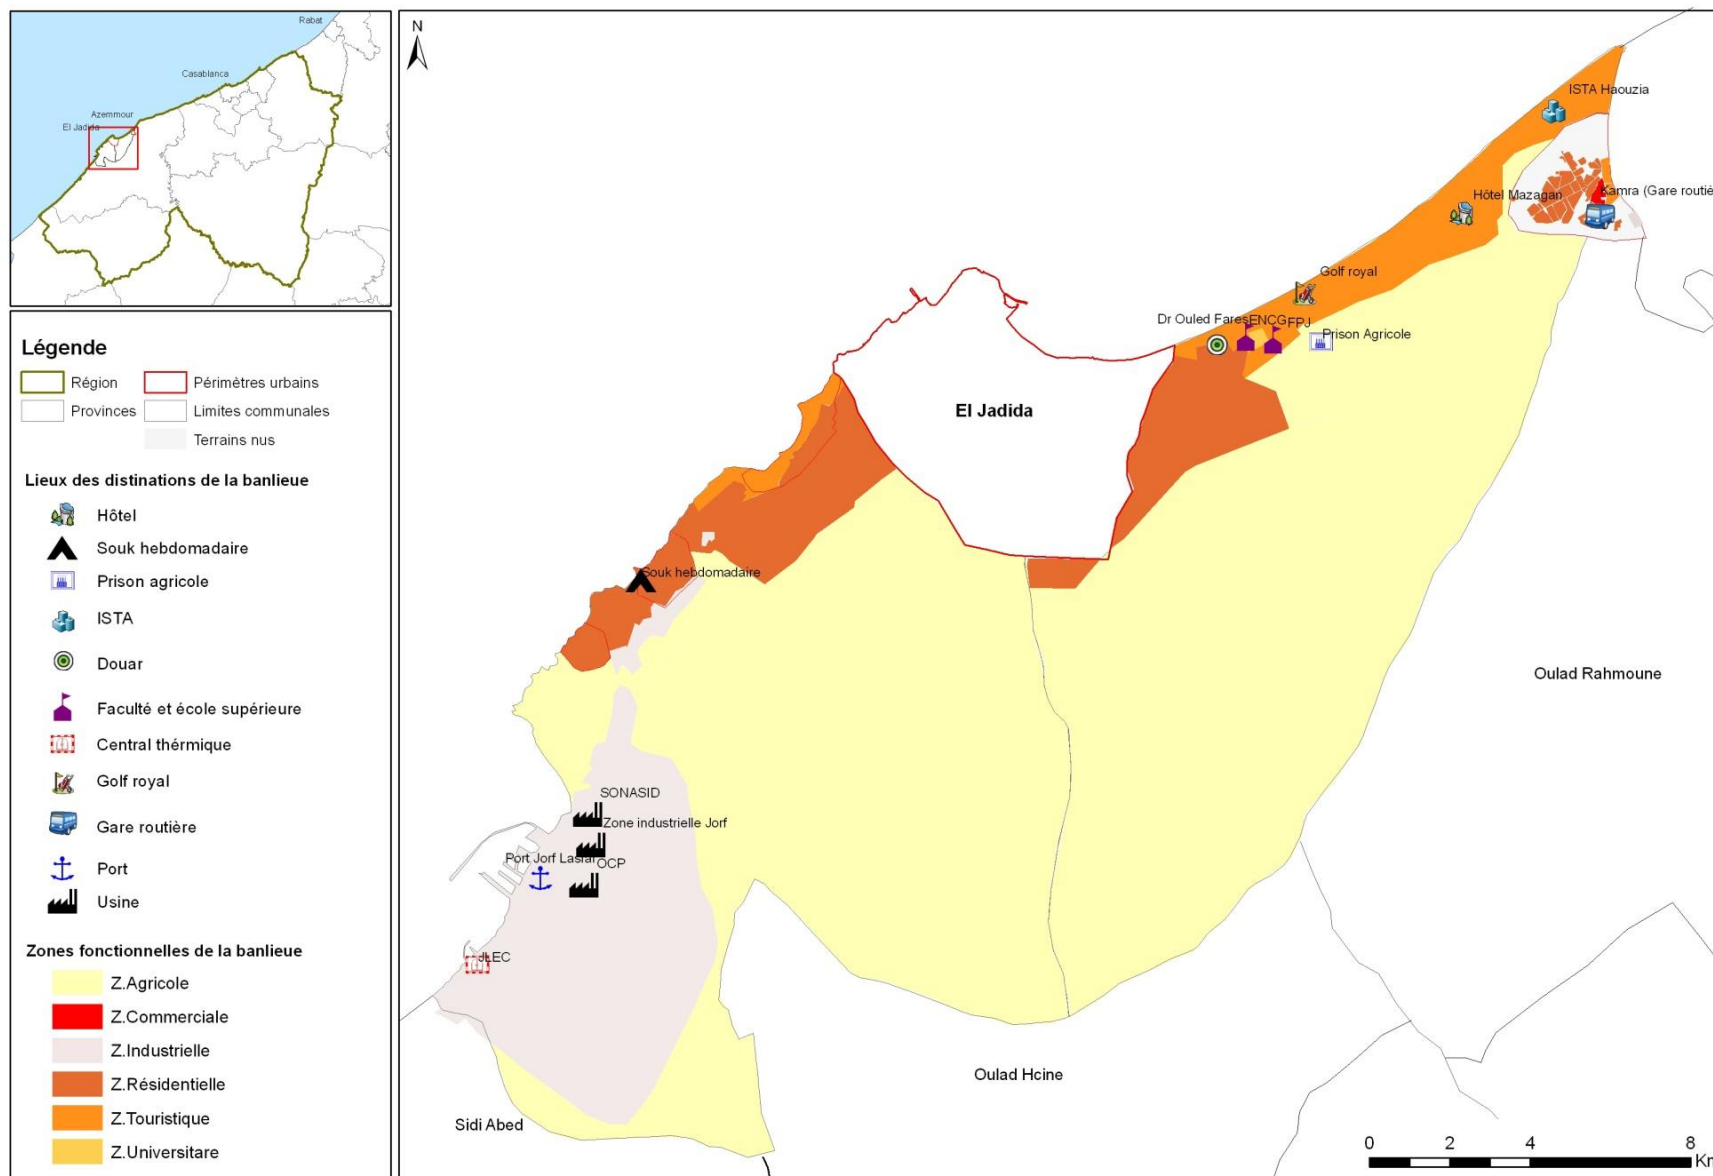 Rabat
Casablanca
Azemmour
El Jadida
Légende
Région
Périmètres urbains
Provinces
Limites communales
Terrains nus
Lieux des distinations de la banlieue
Hôtel
Souk hebdomadaire
Prison agricole
ISTA
Douar
Faculté et école supérieure
Central thérmique
Golf royal
Gare routière
Port
Usine
Zones fonctionnelles de la banlieue
Z.Agricole
Z.Commerciale
Z.Industrielle
Z.Résidentielle
Z.Touristique
Z.Universitare
N
ISTA Haouzia
Hôtel Mazagan
Kamra (Gare routiè
Golf royal
Dr Ouled Fares
ENCG
FPJ
Prison Agricole
El Jadida
Souk hebdomadaire
Oulad Rahmoune
SONASID
Zone industrielle Jorf
Port Jorf Lasfar
OCP
JLEC
Oulad Hcine
Sidi Abed
0 2 4 8
Km